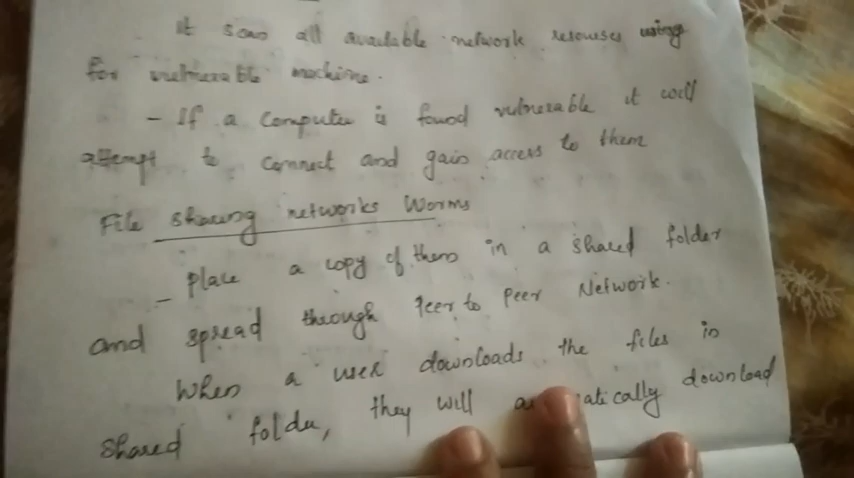 It scan all available network resourses using
for vulnerable machine.
- If a Computer is found vulnerable it will
attempt to connect and gain access to them
File sharing networks Worms
- Place a copy of them in a shared folder
and spread through Peer to Peer Network.
When a user downloads the files in
shared folder, they will download